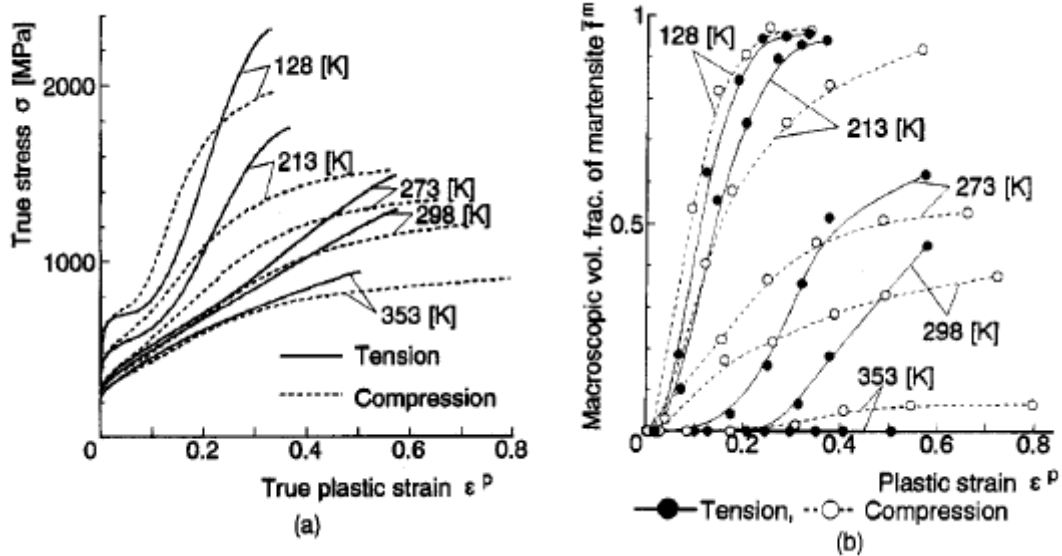 True stress σ [MPa]
2000
1000
0
0
0.2
0.4
0.6
0.8
128 [K]
213 [K]
273 [K]
298 [K]
353 [K]
Tension
Compression
True plastic strain ε p
(a)
Macroscopic vol. frac. of martensite f̄ m
1
0.5
0
0
0.2
0.4
0.6
0.8
128 [K]
213 [K]
273 [K]
298 [K]
353 [K]
Plastic strain ε p
Tension, Compression
(b)